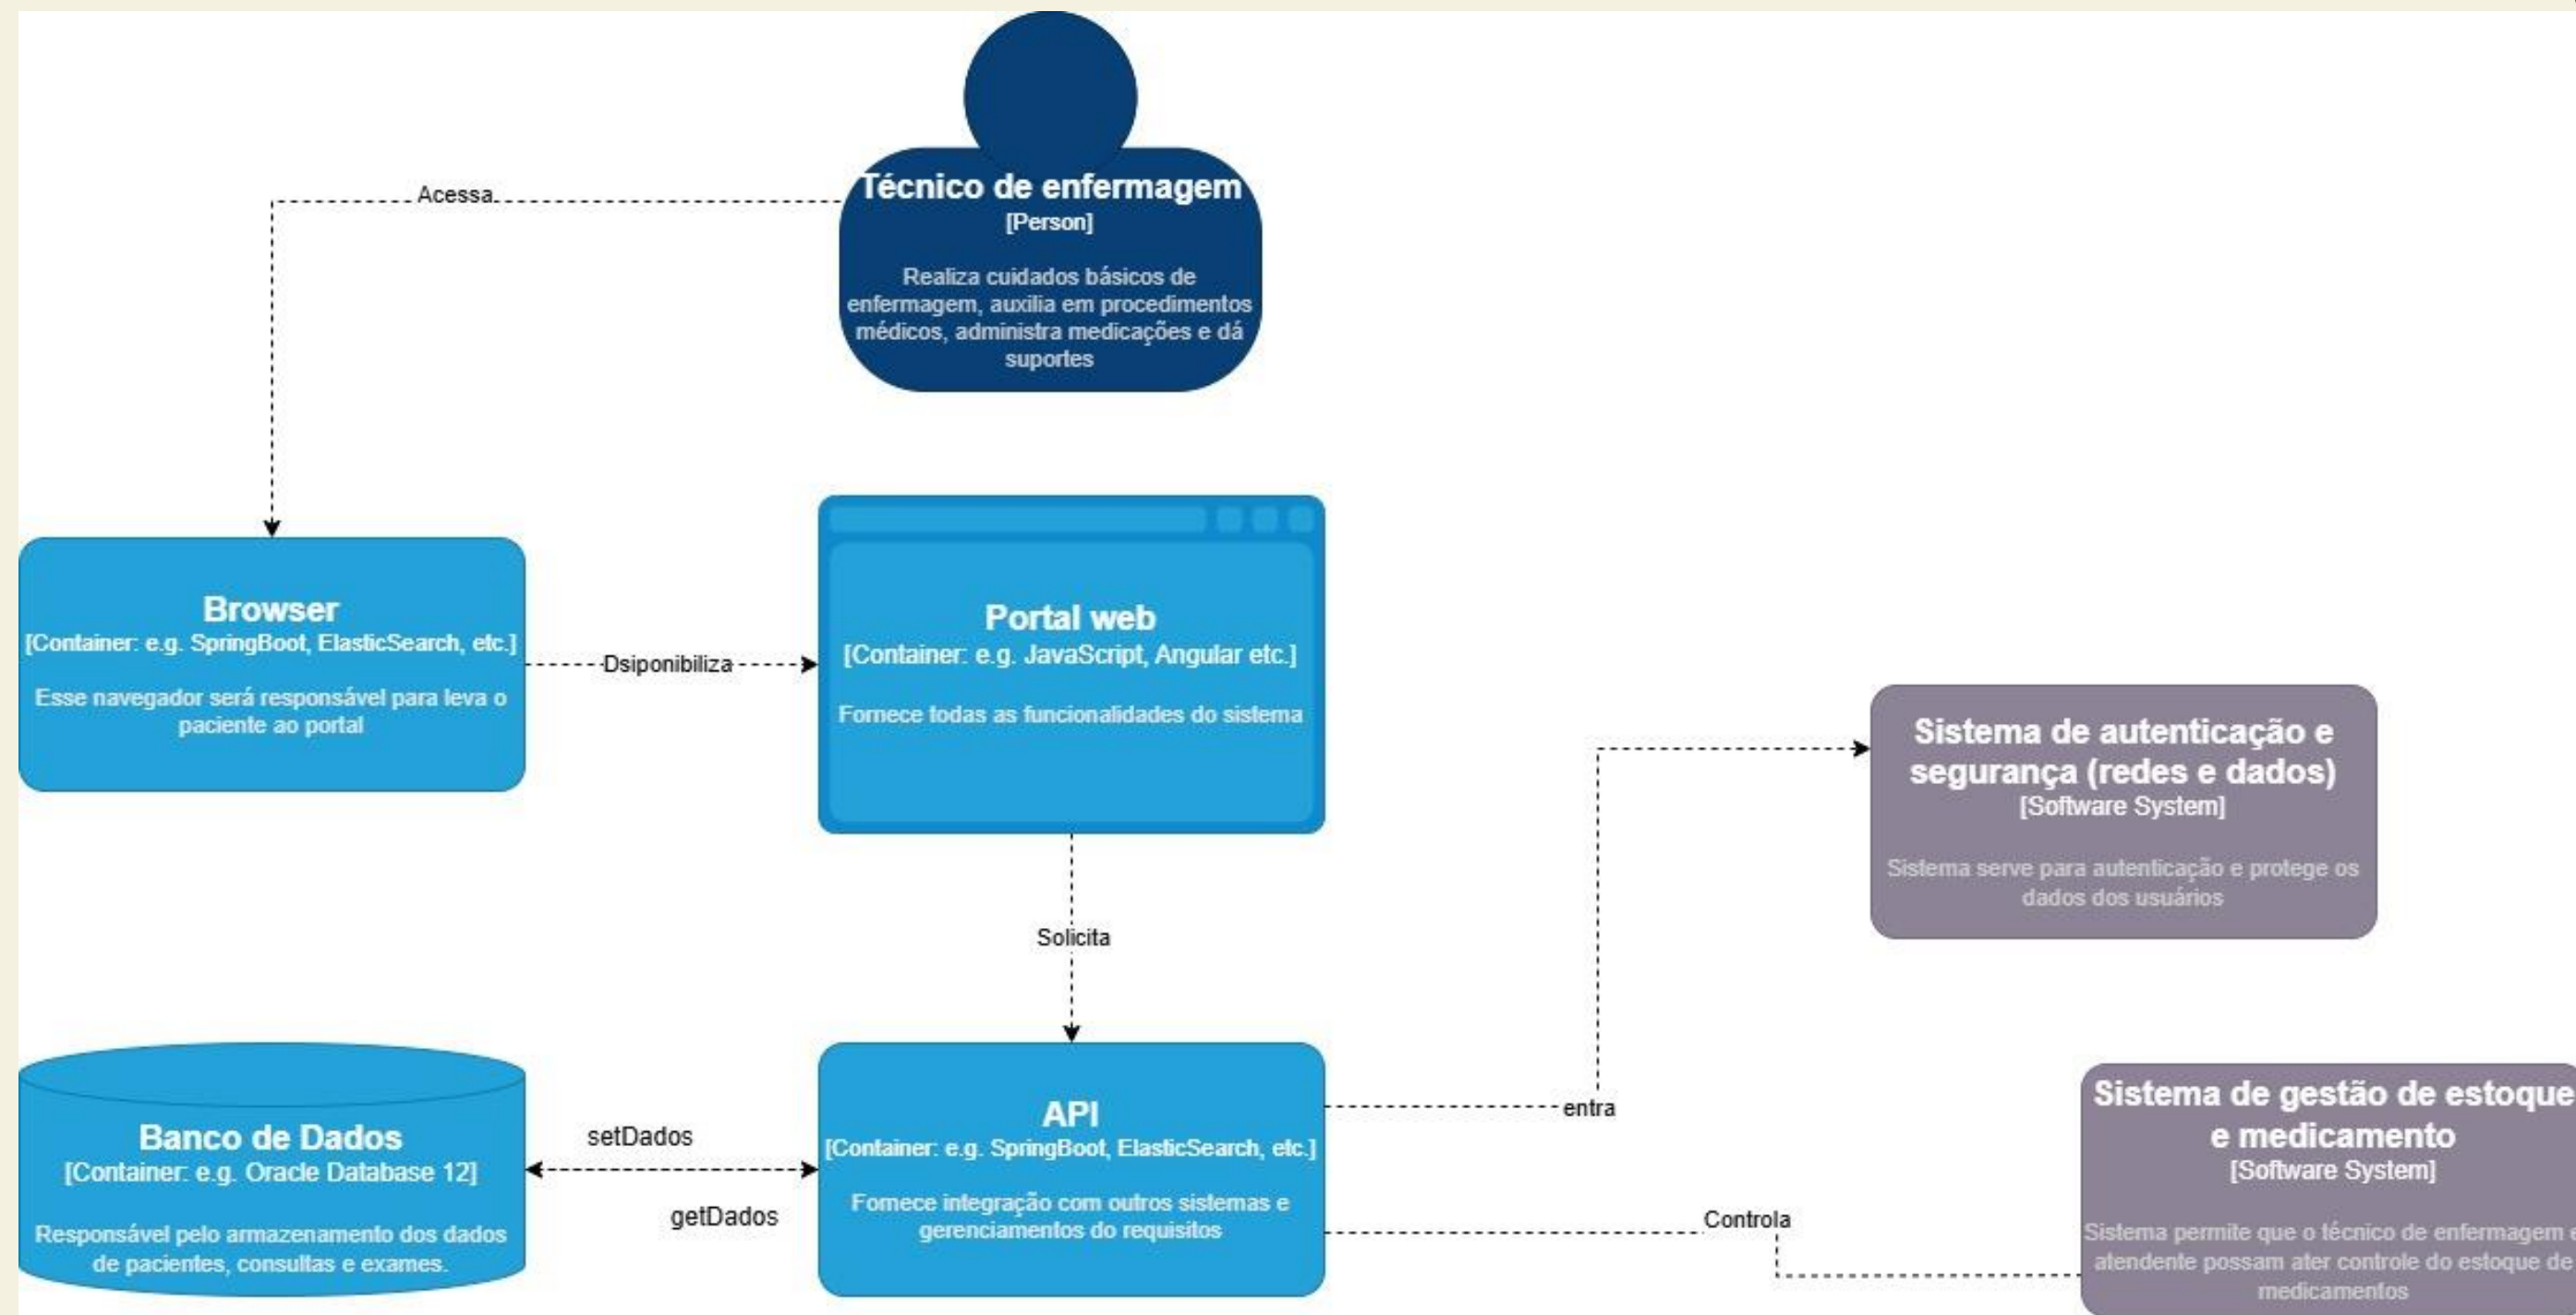 Técnico de enfermagem
[Person]
Realiza cuidados básicos de
enfermagem, auxilia em procedimentos
médicos, administra medicações e dá
suportes
Acessa
Browser
[Container: e.g. SpringBoot, ElasticSearch, etc.]
Esse navegador será responsável para leva o
paciente ao portal
Dsiponibiliza
Portal web
[Container: e.g. JavaScript, Angular etc.]
Fornece todas as funcionalidades do sistema
Solicita
Sistema de autenticação e
segurança (redes e dados)
[Software System]
Sistema serve para autenticação e protege os
dados dos usuários
Banco de Dados
[Container: e.g. Oracle Database 12]
Responsável pelo armazenamento dos dados
de pacientes, consultas e exames.
setDados
getDados
API
[Container: e.g. SpringBoot, ElasticSearch, etc.]
Fornece integração com outros sistemas e
gerenciamentos do requisitos
entra
Controla
Sistema de gestão de estoque
e medicamento
[Software System]
Sistema permite que o técnico de enfermagem e
atendente possam ater controle do estoque de
medicamentos